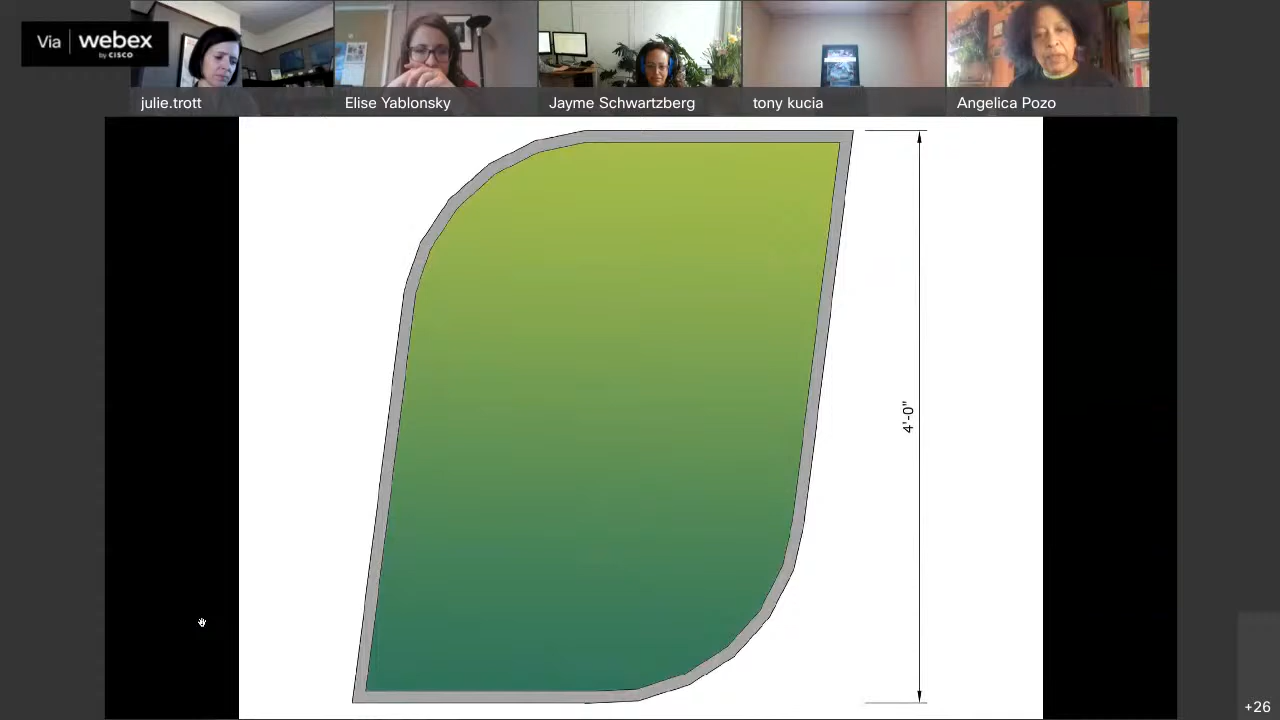 Via webex
by CISCO
julie.trott
Elise Yablonsky
Jayme Schwartzberg
tony kucia
Angelica Pozo
4'-0"
+26